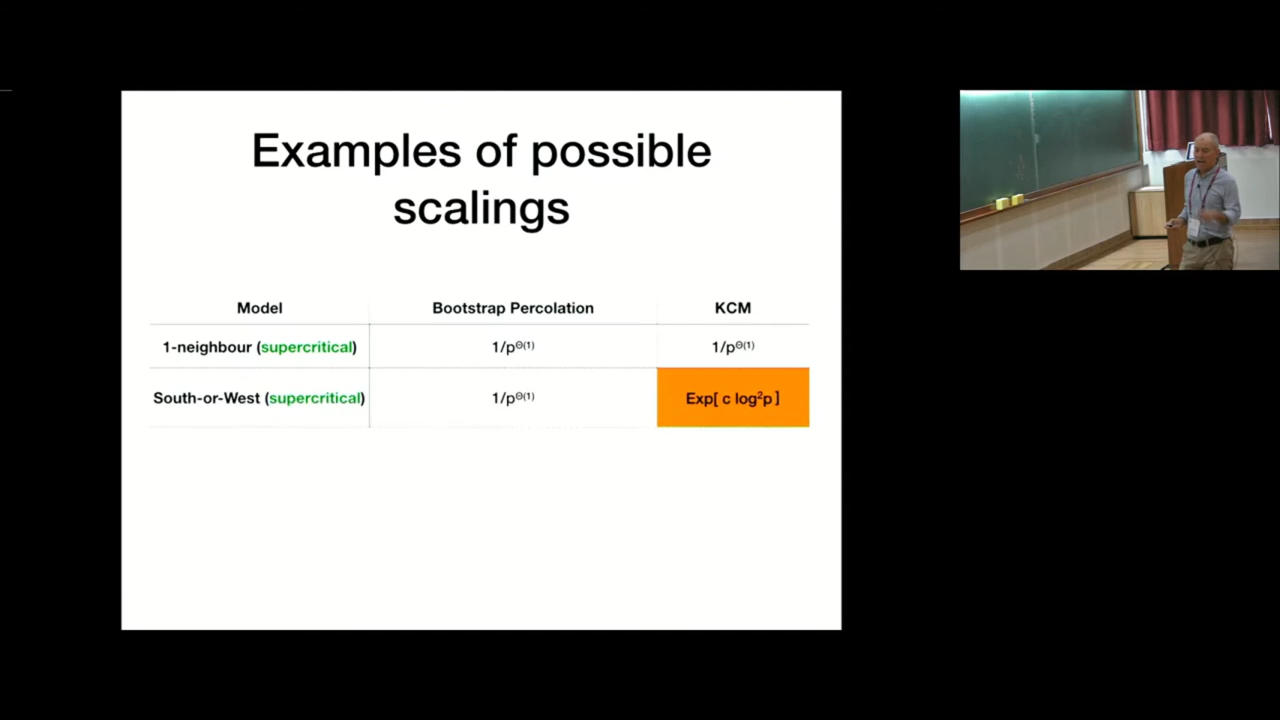 Examples of possible
scalings
Model Bootstrap Percolation KCM
1-neighbour (supercritical) 1/p^Θ(1) 1/p^Θ(1)
South-or-West (supercritical) 1/p^Θ(1) Exp[ c log²p ]